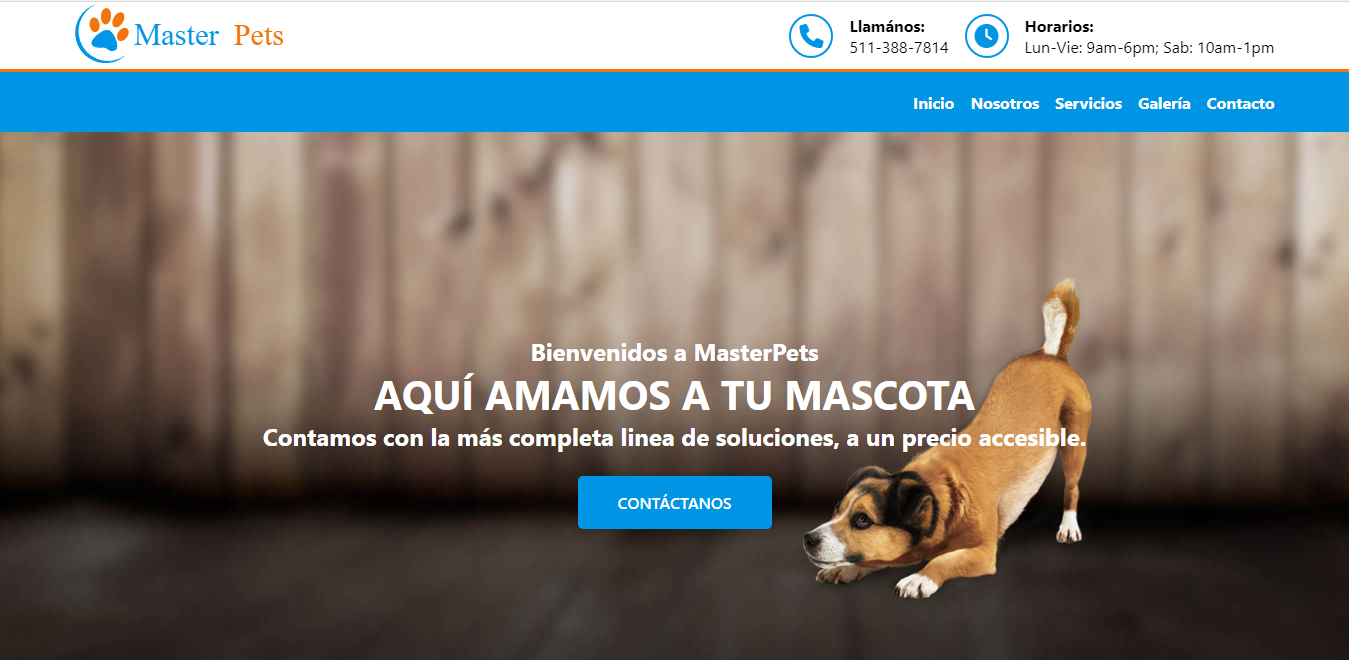 Master Pets
Llamános:
511-388-7814
Horarios:
Lun-Vie: 9am-6pm; Sab: 10am-1pm
Inicio Nosotros Servicios Galería Contacto
Bienvenidos a MasterPets
AQUÍ AMAMOS A TU MASCOTA
Contamos con la más completa linea de soluciones, a un precio accesible.
CONTÁCTANOS